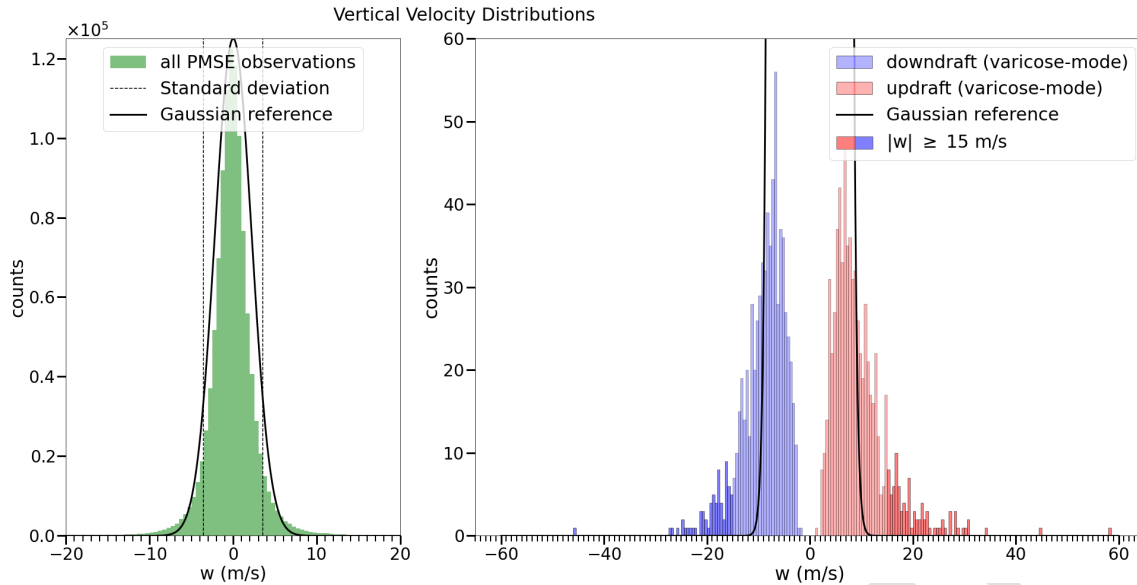 Vertical Velocity Distributions
×10⁵
1.2
1.0
0.8
0.6
0.4
0.2
0.0
counts
−20
−10
0
10
20
w (m/s)
all PMSE observations
Standard deviation
Gaussian reference
60
50
40
30
20
10
0
counts
−60
−40
−20
0
20
40
60
w (m/s)
downdraft (varicose-mode)
updraft (varicose-mode)
Gaussian reference
|w| ≥ 15 m/s